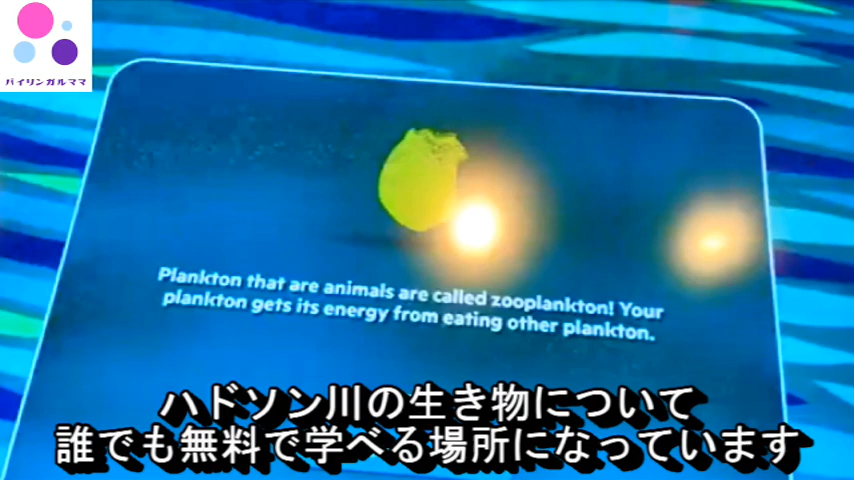 バイリンガルママ
Plankton that are animals are called zooplankton! Your
plankton gets its energy from eating other plankton.
ハドソン川の生き物について
誰でも無料で学べる場所になっています